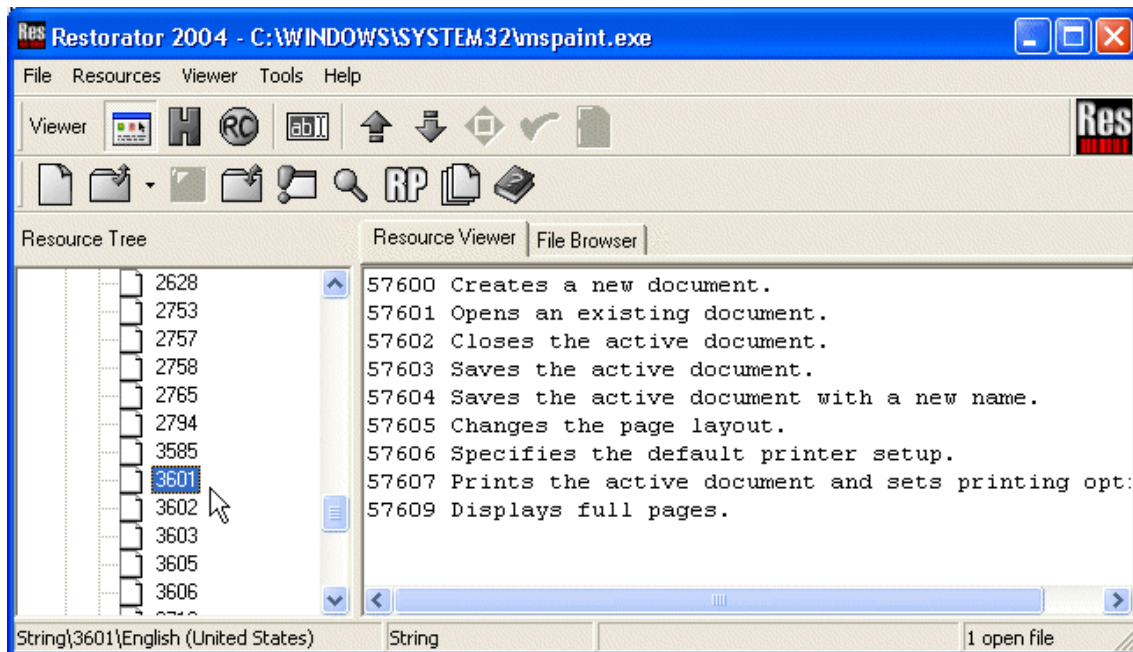 Res Restorator 2004 - C:\WINDOWS\SYSTEM32\mspaint.exe
File Resources Viewer Tools Help
Viewer H RC ab Res
RP ?
Resource Tree Resource Viewer File Browser
2628
2753
2757
2758
2765
2794
3585
3601
3602
3603
3605
3606
57600 Creates a new document.
57601 Opens an existing document.
57602 Closes the active document.
57603 Saves the active document.
57604 Saves the active document with a new name.
57605 Changes the page layout.
57606 Specifies the default printer setup.
57607 Prints the active document and sets printing opt
57609 Displays full pages.
String\3601\English (United States) String 1 open file